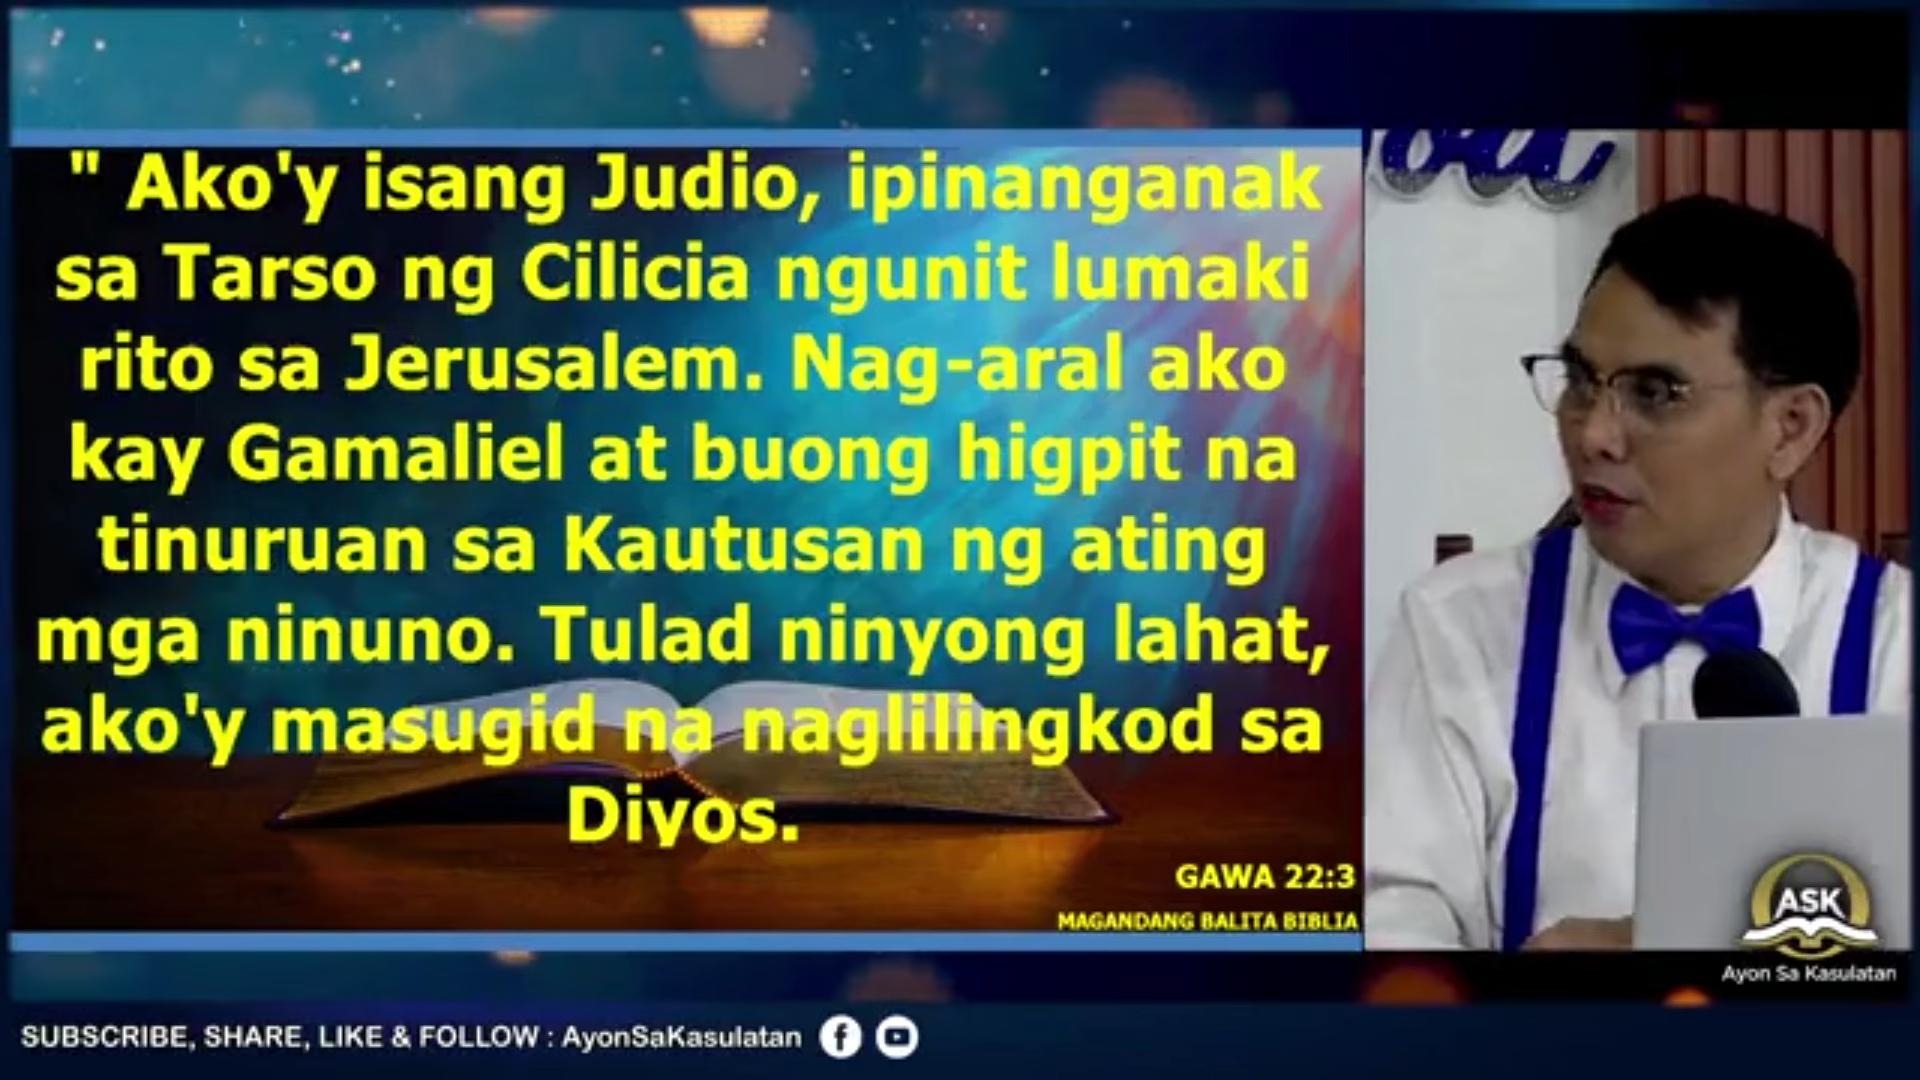 " Ako'y isang Judio, ipinanganak
sa Tarso ng Cilicia ngunit lumaki
rito sa Jerusalem. Nag-aral ako
kay Gamaliel at buong higpit na
tinuruan sa Kautusan ng ating
mga ninuno. Tulad ninyong lahat,
ako'y masugid na naglilingkod sa
Diyos.
GAWA 22:3
MAGANDANG BALITA BIBLIA
ASK
Ayon Sa Kasulatan
SUBSCRIBE, SHARE, LIKE & FOLLOW : AyonSaKasulatan